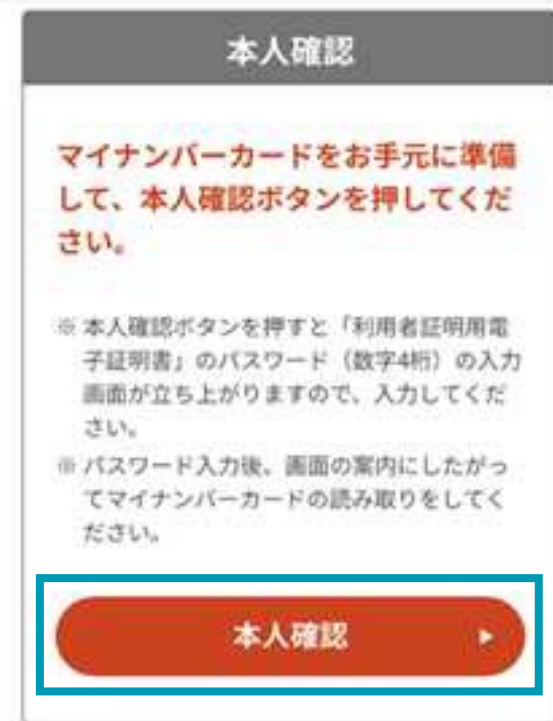 本人確認
マイナンバーカードをお手元に準備
して、本人確認ボタンを押してくだ
さい。
※ 本人確認ボタンを押すと「利用者証明用電
子証明書」のパスワード（数字4桁）の入力
画面が立ち上がりますので、入力してくだ
さい。
※ パスワード入力後、画面の案内にしたがっ
てマイナンバーカードの読み取りをしてく
ださい。
本人確認